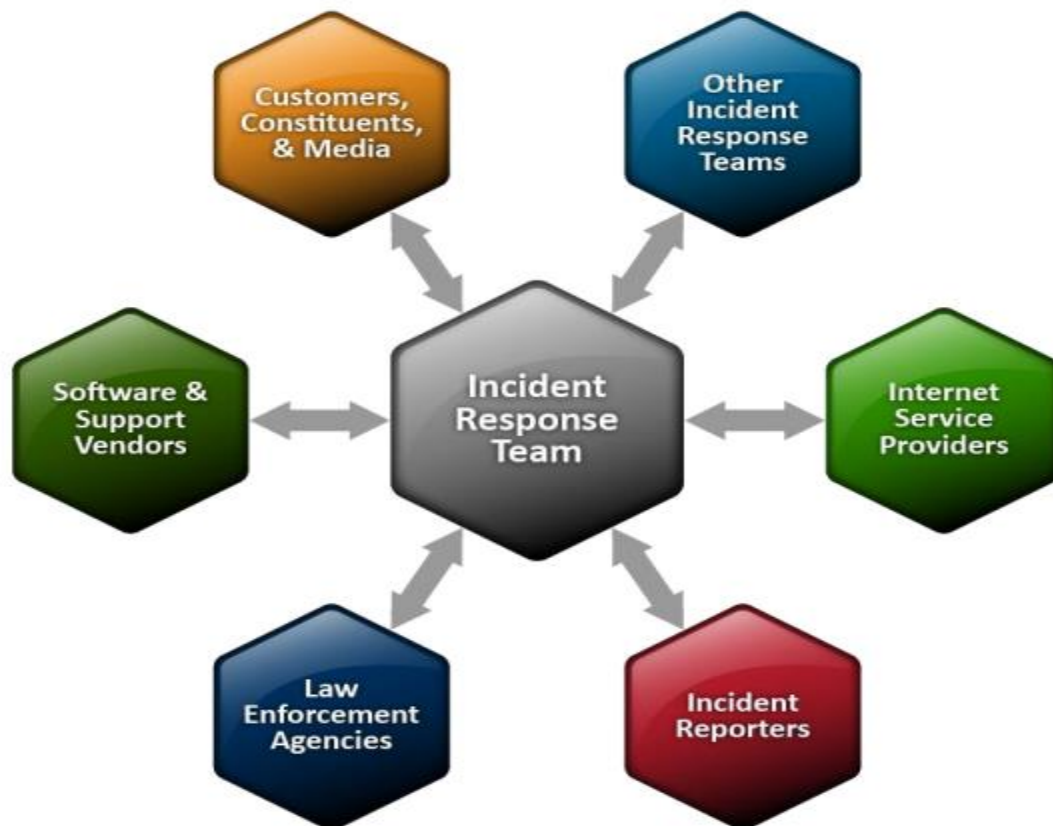 Customers,
Constituents,
& Media
Other
Incident
Response
Teams
Software &
Support
Vendors
Incident
Response
Team
Internet
Service
Providers
Law
Enforcement
Agencies
Incident
Reporters